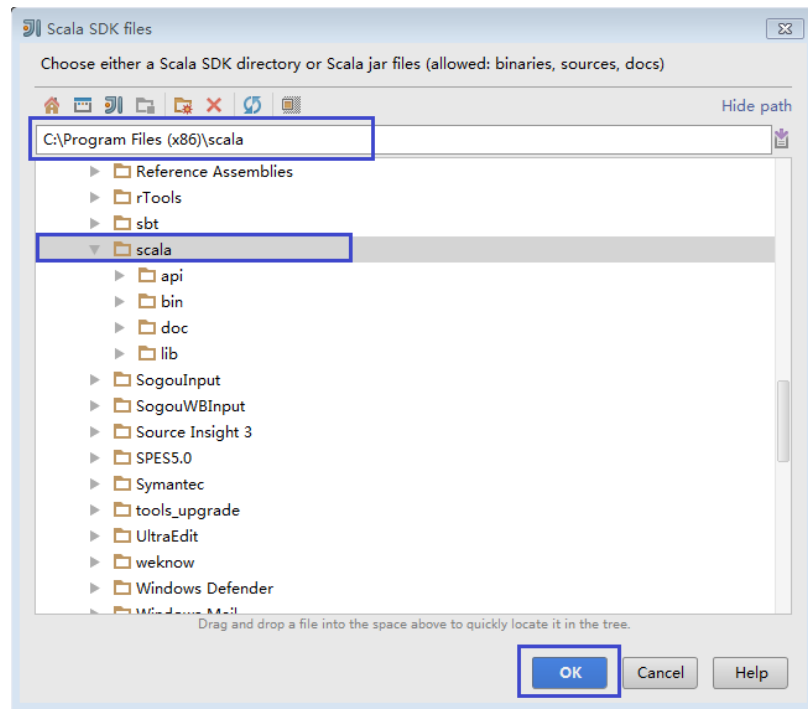 Scala SDK files
Choose either a Scala SDK directory or Scala jar files (allowed: binaries, sources, docs)
Hide path
C:\Program Files (x86)\scala
Reference Assemblies
rTools
sbt
scala
api
bin
doc
lib
SogouInput
SogouWBInput
Source Insight 3
SPES5.0
Symantec
tools_upgrade
UltraEdit
weknow
Windows Defender
Windows Mail
Drag and drop a file into the space above to quickly locate it in the tree.
OK Cancel Help